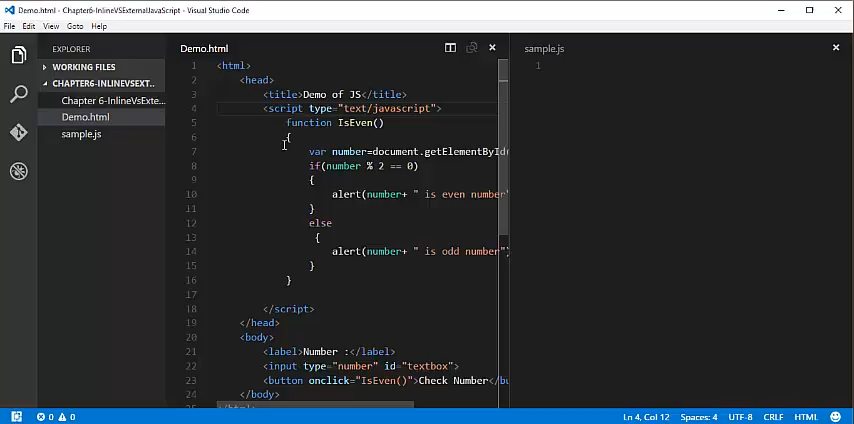 Demo.html - Chapter6-InlineVSExternalJavaScript - Visual Studio Code
File Edit View Goto Help
EXPLORER
WORKING FILES
CHAPTER6-INLINEVSEXT...
Chapter 6-InlineVsExte...
Demo.html
sample.js
Demo.html
1 <html>
2 <head>
3 <title>Demo of JS</title>
4 <script type="text/javascript">
5 function IsEven()
6 {
7 var number=document.getElementById(
8 if(number % 2 == 0)
9 {
10 alert(number+ " is even number"
11 }
12 else
13 {
14 alert(number+ " is odd number")
15 }
16 }
17
18 </script>
19 </head>
20 <body>
21 <label>Number :</label>
22 <input type="number" id="textbox">
23 <button onclick="IsEven()">Check Number</bu
24 </body>
25 </html>
sample.js
1
0 0 Ln 4, Col 12 Spaces: 4 UTF-8 CRLF HTML